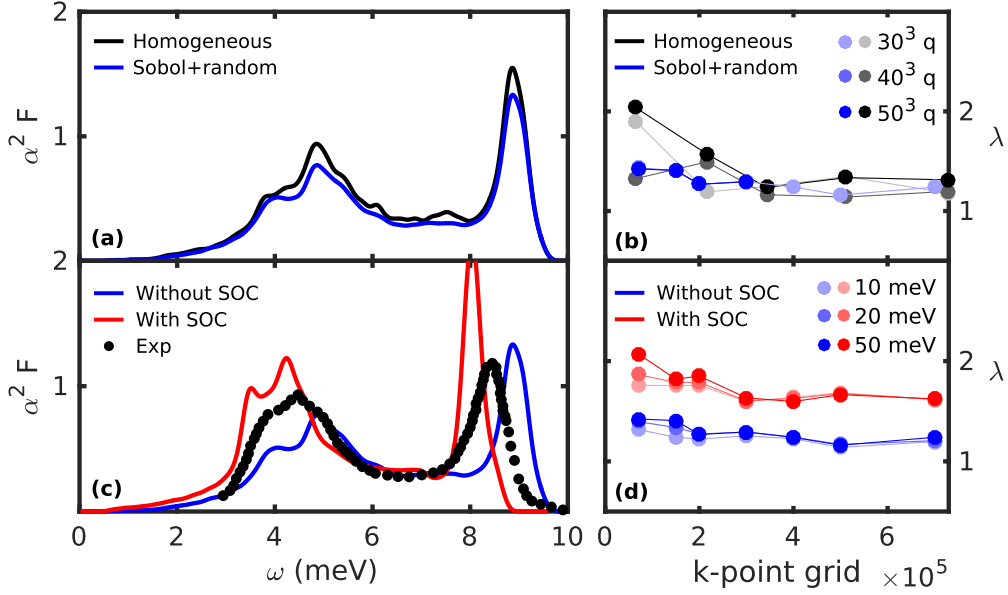 2
1
α² F
Homogeneous
Sobol+random
(a)
Homogeneous
Sobol+random
30³ q
40³ q
50³ q
2
1
λ
(b)
2
1
α² F
Without SOC
With SOC
Exp
(c)
0 2 4 6 8 10
ω (meV)
Without SOC
With SOC
10 meV
20 meV
50 meV
2
1
λ
(d)
0 2 4 6
k-point grid ×10⁵